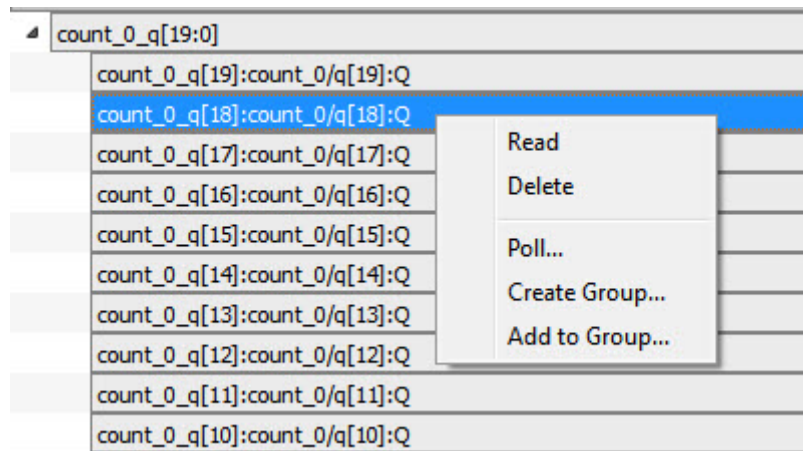 count_0_q[19:0]
count_0_q[19]:count_0/q[19]:Q
count_0_q[18]:count_0/q[18]:Q
count_0_q[17]:count_0/q[17]:Q
count_0_q[16]:count_0/q[16]:Q
count_0_q[15]:count_0/q[15]:Q
count_0_q[14]:count_0/q[14]:Q
count_0_q[13]:count_0/q[13]:Q
count_0_q[12]:count_0/q[12]:Q
count_0_q[11]:count_0/q[11]:Q
count_0_q[10]:count_0/q[10]:Q
Read
Delete
Poll...
Create Group...
Add to Group...